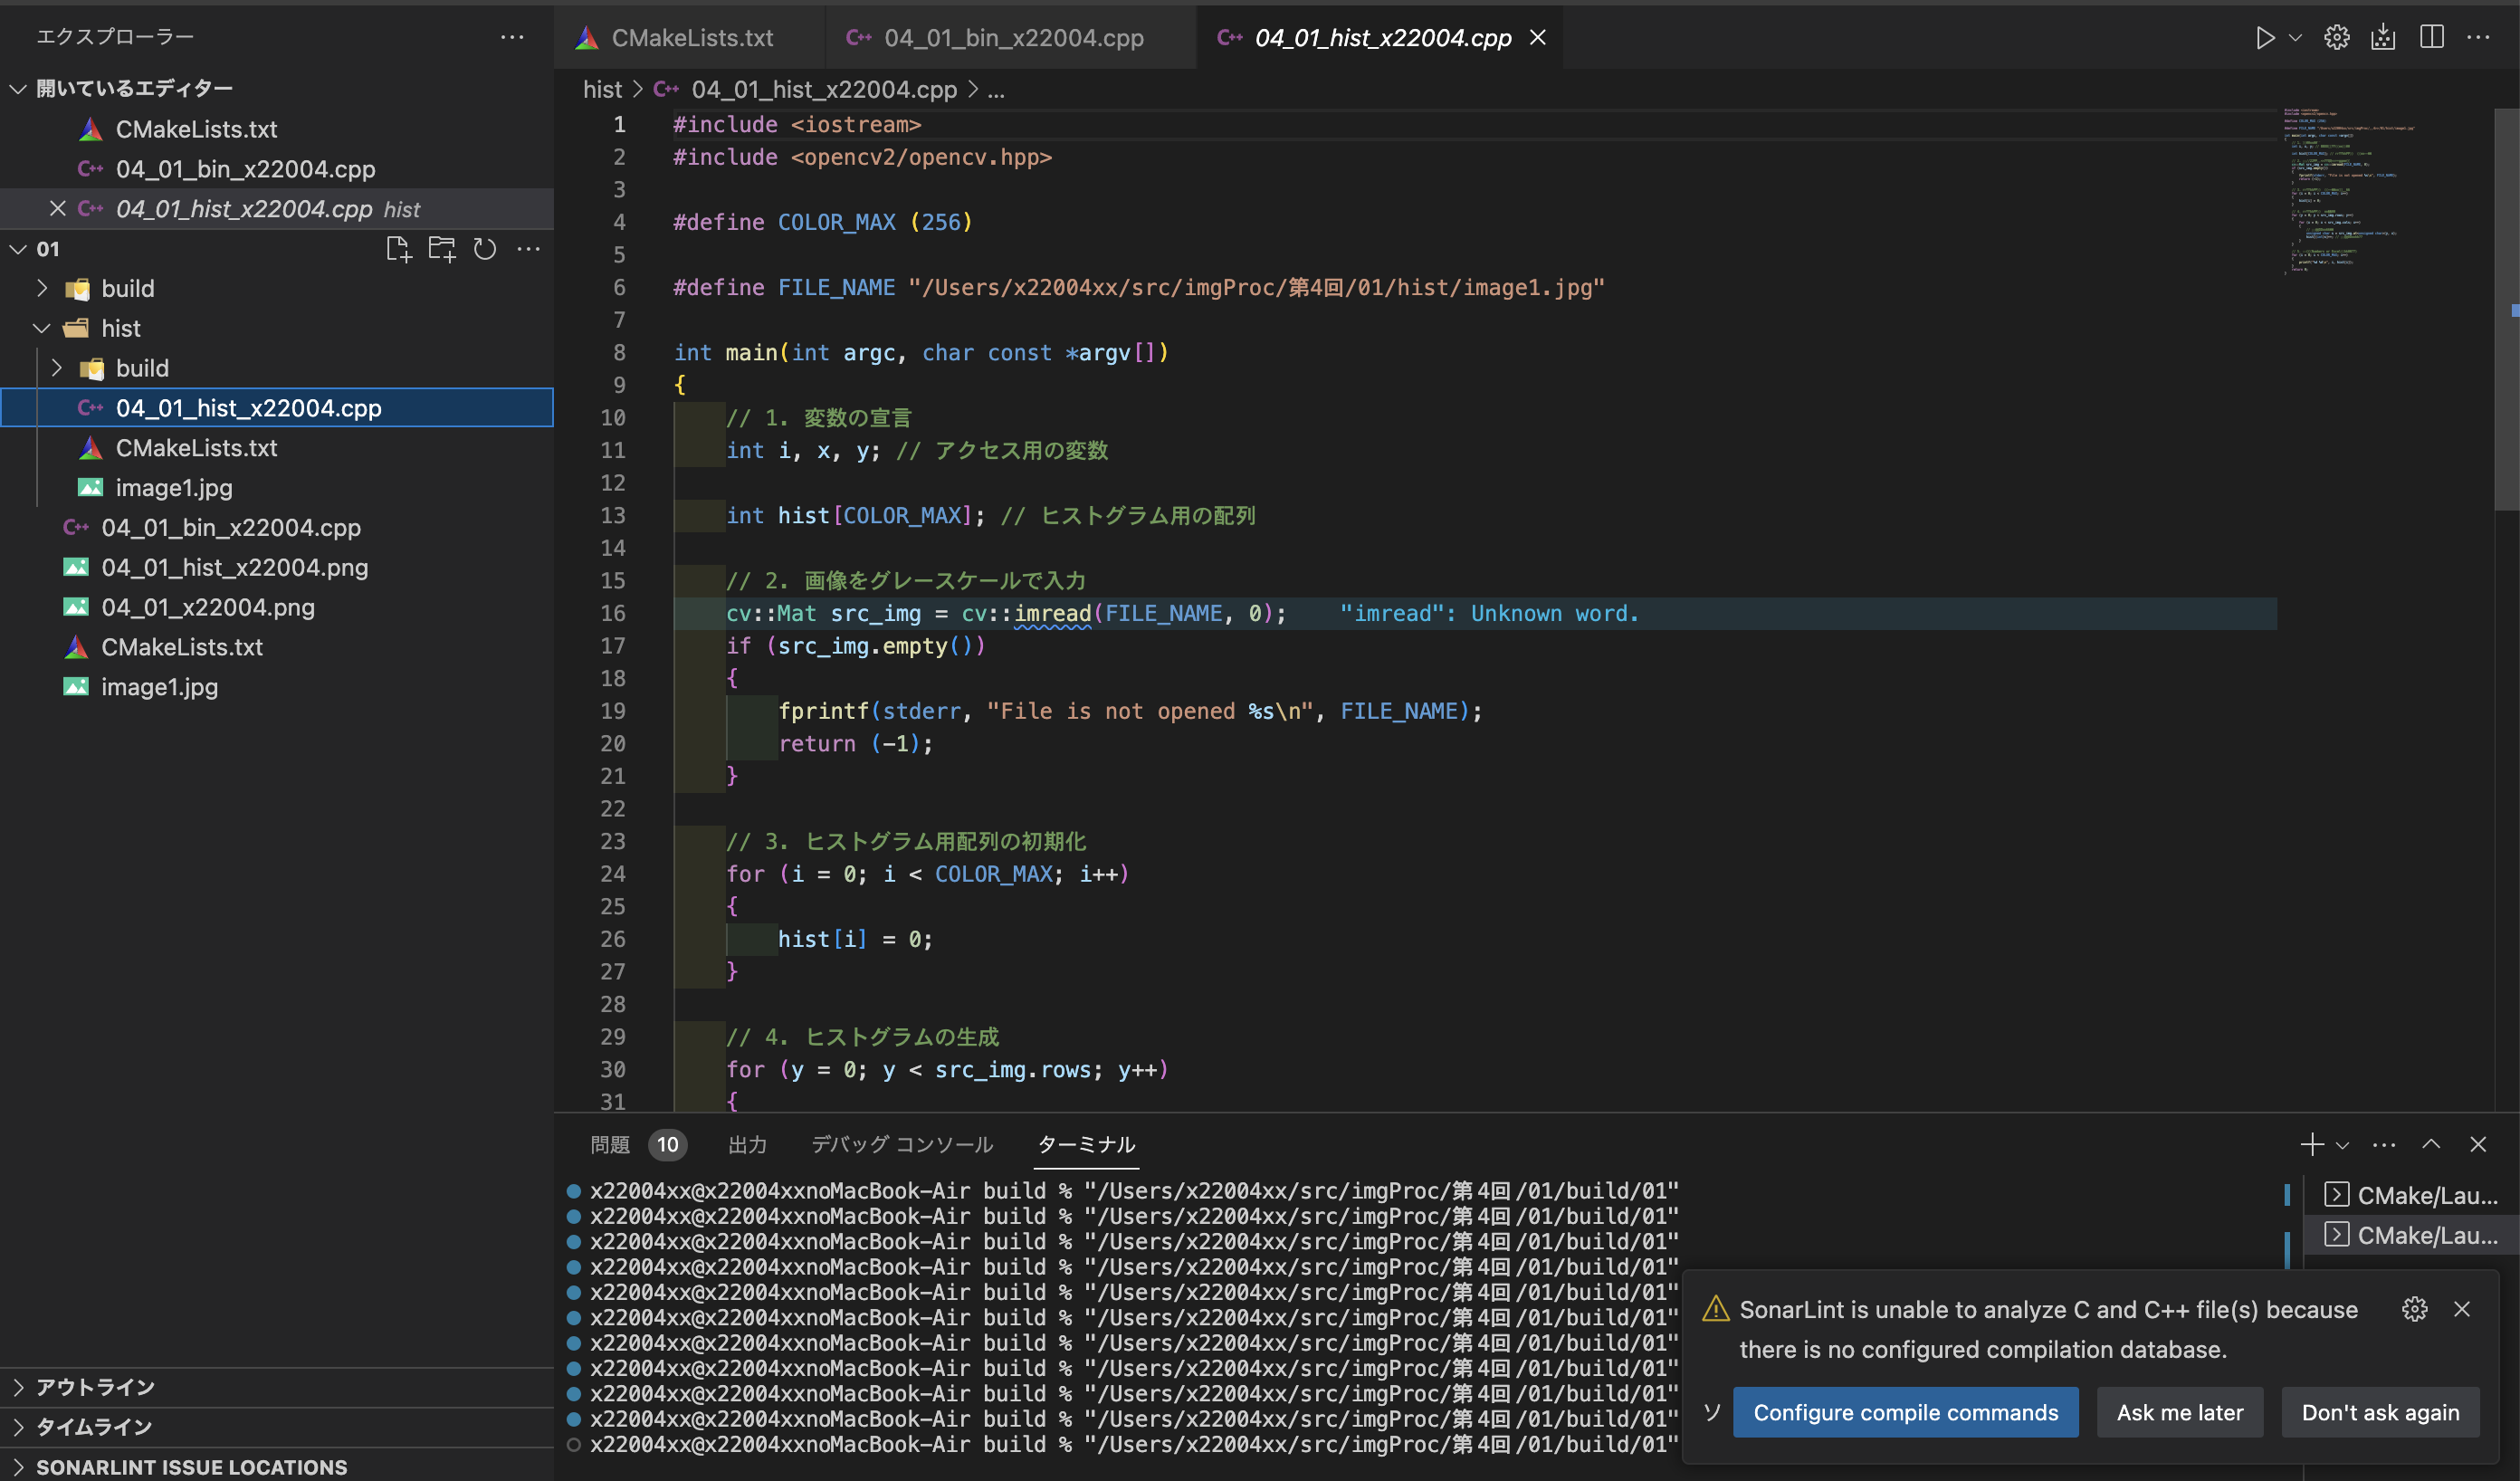 エクスプローラー
開いているエディター
CMakeLists.txt
04_01_bin_x22004.cpp
04_01_hist_x22004.cpp hist
01
build
hist
build
04_01_hist_x22004.cpp
CMakeLists.txt
image1.jpg
04_01_bin_x22004.cpp
04_01_hist_x22004.png
04_01_x22004.png
CMakeLists.txt
image1.jpg
アウトライン
タイムライン
SONARLINT ISSUE LOCATIONS
CMakeLists.txt
04_01_bin_x22004.cpp
04_01_hist_x22004.cpp
hist > 04_01_hist_x22004.cpp > ...
1 #include <iostream>
2 #include <opencv2/opencv.hpp>
3
4 #define COLOR_MAX (256)
5
6 #define FILE_NAME "/Users/x22004xx/src/imgProc/第4回/01/hist/image1.jpg"
7
8 int main(int argc, char const *argv[])
9 {
10 // 1. 変数の宣言
11 int i, x, y; // アクセス用の変数
12
13 int hist[COLOR_MAX]; // ヒストグラム用の配列
14
15 // 2. 画像をグレースケールで入力
16 cv::Mat src_img = cv::imread(FILE_NAME, 0); "imread": Unknown word.
17 if (src_img.empty())
18 {
19 fprintf(stderr, "File is not opened %s\n", FILE_NAME);
20 return (-1);
21 }
22
23 // 3. ヒストグラム用配列の初期化
24 for (i = 0; i < COLOR_MAX; i++)
25 {
26 hist[i] = 0;
27 }
28
29 // 4. ヒストグラムの生成
30 for (y = 0; y < src_img.rows; y++)
31 {
問題 10 出力 デバッグ コンソール ターミナル
x22004xx@x22004xxnoMacBook-Air build % "/Users/x22004xx/src/imgProc/第4回/01/build/01"
x22004xx@x22004xxnoMacBook-Air build % "/Users/x22004xx/src/imgProc/第4回/01/build/01"
x22004xx@x22004xxnoMacBook-Air build % "/Users/x22004xx/src/imgProc/第4回/01/build/01"
x22004xx@x22004xxnoMacBook-Air build % "/Users/x22004xx/src/imgProc/第4回/01/build/01"
x22004xx@x22004xxnoMacBook-Air build % "/Users/x22004xx/src/imgProc/第4回/01/build/01"
x22004xx@x22004xxnoMacBook-Air build % "/Users/x22004xx/src/imgProc/第4回/01/build/01"
x22004xx@x22004xxnoMacBook-Air build % "/Users/x22004xx/src/imgProc/第4回/01/build/01"
x22004xx@x22004xxnoMacBook-Air build % "/Users/x22004xx/src/imgProc/第4回/01/build/01"
x22004xx@x22004xxnoMacBook-Air build % "/Users/x22004xx/src/imgProc/第4回/01/build/01"
x22004xx@x22004xxnoMacBook-Air build % "/Users/x22004xx/src/imgProc/第4回/01/build/01"
x22004xx@x22004xxnoMacBook-Air build % "/Users/x22004xx/src/imgProc/第4回/01/build/01"
CMake/Lau...
CMake/Lau...
SonarLint is unable to analyze C and C++ file(s) because
there is no configured compilation database.
ソ Configure compile commands Ask me later Don't ask again